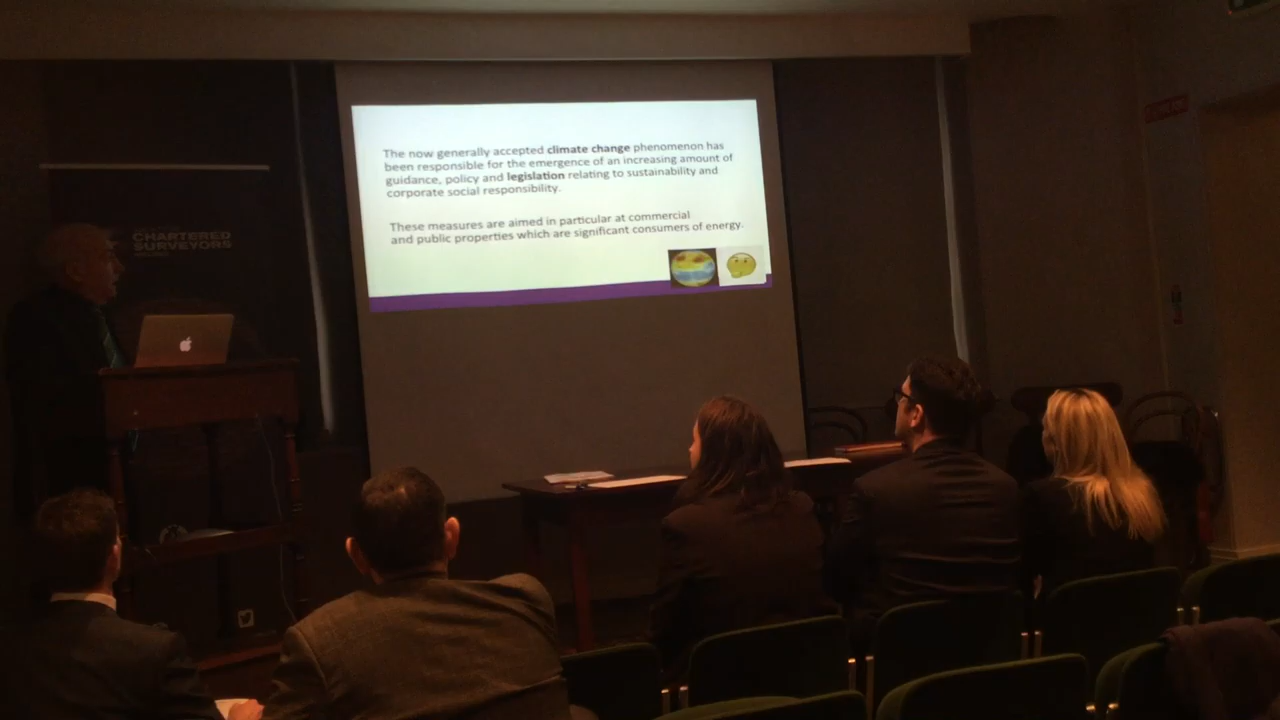 The now generally accepted climate change phenomenon has
been responsible for the emergence of an increasing amount of
guidance, policy and legislation relating to sustainability and
corporate social responsibility.
These measures are aimed in particular at commercial
and public properties which are significant consumers of energy.
CHARTERED
SURVEYORS